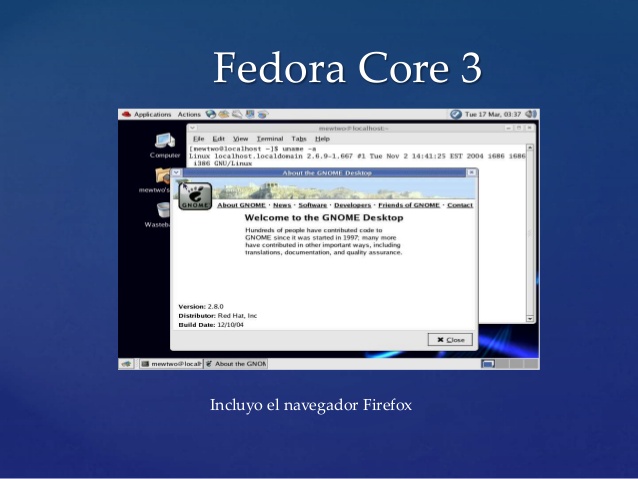 Fedora Core 3
Applications Actions Tue 17 Mar, 03:37
mewtwo@localhost:~
File Edit View Terminal Tabs Help
Computer
[mewtwo@localhost ~]$ uname -a
Linux localhost.localdomain 2.6.9-1.667 #1 Tue Nov 2 14:41:25 EST 2004 i686 i686
i386 GNU/Linux
About the GNOME Desktop
mewtwo's
GNOME
About GNOME · News · Software · Developers · Friends of GNOME · Contact
Welcome to the GNOME Desktop
Wasteba
Hundreds of people have contributed code to
GNOME since it was started in 1997; many more
have contributed in other important ways, including
translations, documentation, and quality assurance.
Version: 2.8.0
Distributor: Red Hat, Inc
Build Date: 12/10/04
Close
mewtwo@local About the GNOM
Incluyo el navegador Firefox